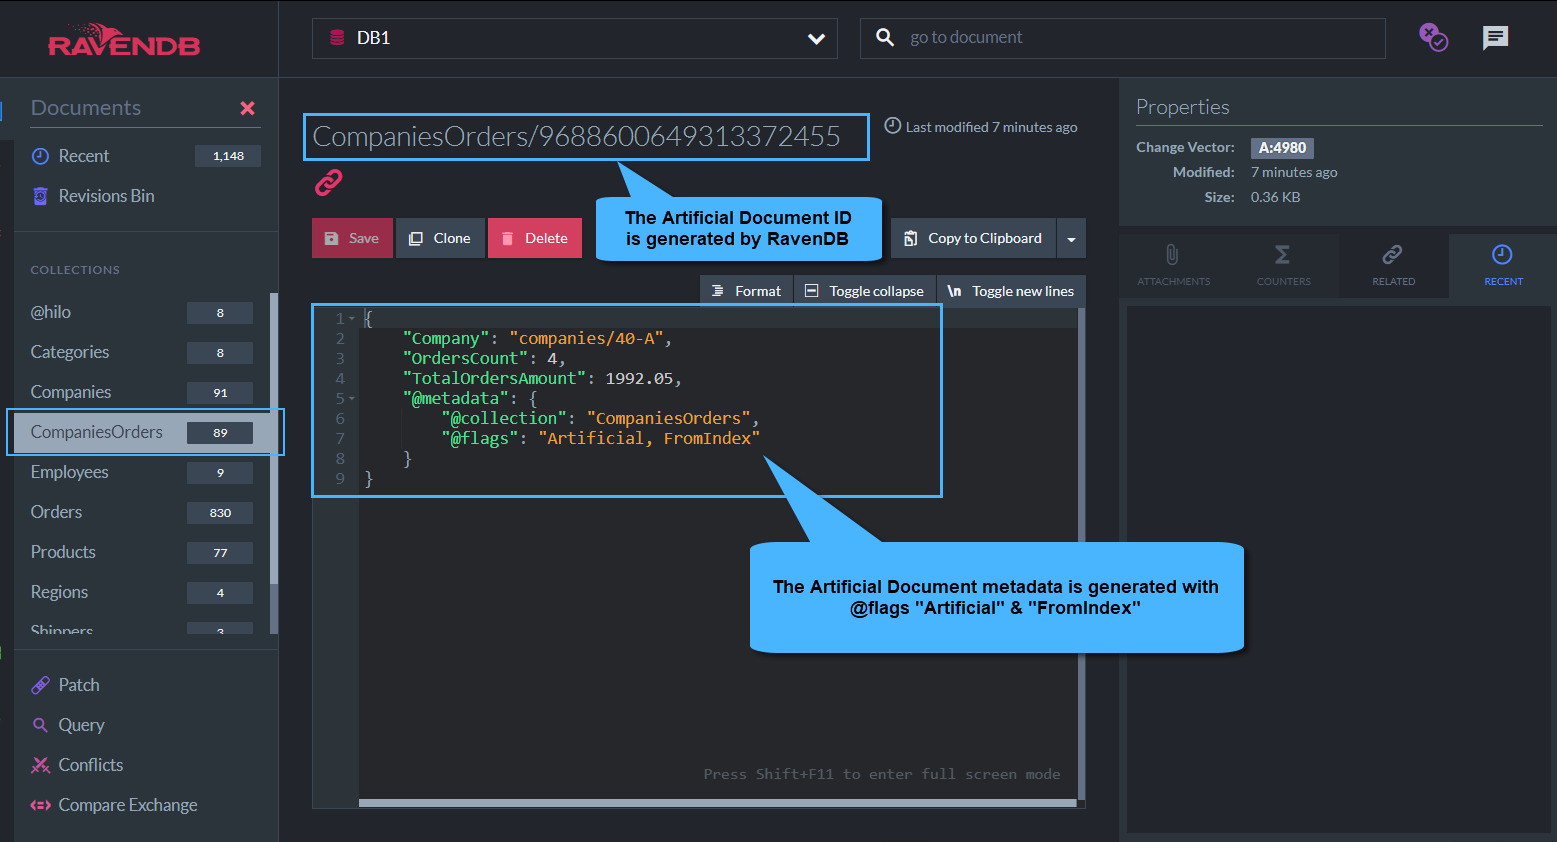 RAVENDB
DB1
go to document
Documents
Recent 1,148
Revisions Bin
COLLECTIONS
@hilo 8
Categories 8
Companies 91
CompaniesOrders 89
Employees 9
Orders 830
Products 77
Regions 4
Shippers 3
Patch
Query
Conflicts
Compare Exchange
CompaniesOrders/9688600649313372455
Last modified 7 minutes ago
The Artificial Document ID
is generated by RavenDB
Save
Clone
Delete
Copy to Clipboard
Format
Toggle collapse
\n Toggle new lines
1 {
2 "Company": "companies/40-A",
3 "OrdersCount": 4,
4 "TotalOrdersAmount": 1992.05,
5 "@metadata": {
6 "@collection": "CompaniesOrders",
7 "@flags": "Artificial, FromIndex"
8 }
9 }
The Artificial Document metadata is generated with
@flags "Artificial" & "FromIndex"
Press Shift+F11 to enter full screen mode
Properties
Change Vector: A:4980
Modified: 7 minutes ago
Size: 0.36 KB
ATTACHMENTS
COUNTERS
RELATED
RECENT